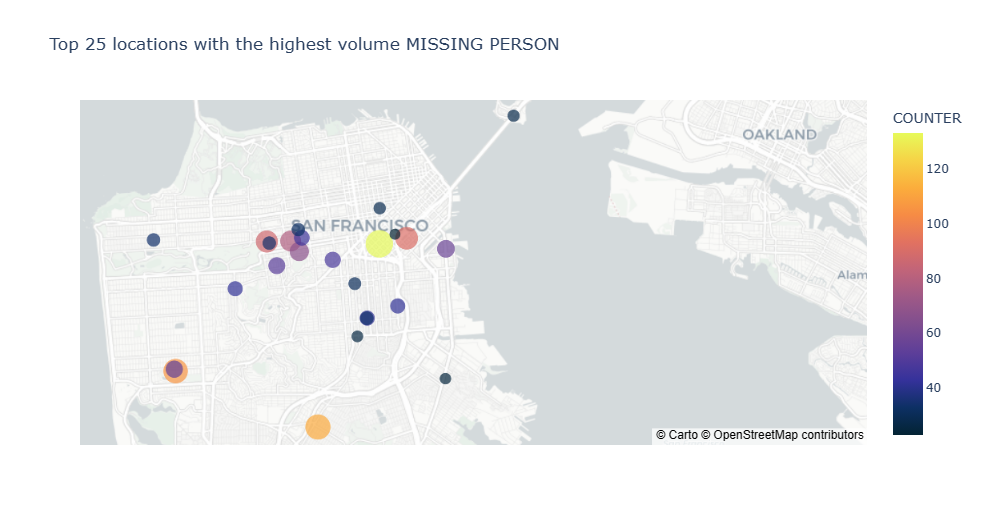 Top 25 locations with the highest volume MISSING PERSON
COUNTER
OAKLAND
120
SAN FRANCISCO
100
Alam
80
60
40
© Carto © OpenStreetMap contributors